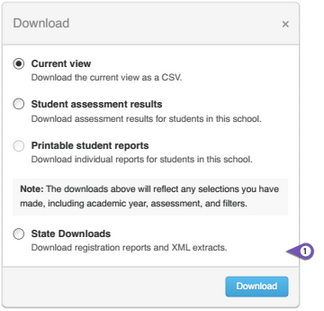 Download ×
Current view
Download the current view as a CSV.
Student assessment results
Download assessment results for students in this school.
Printable student reports
Download individual reports for students in this school.
Note: The downloads above will reflect any selections you have
made, including academic year, assessment, and filters.
State Downloads
Download registration reports and XML extracts.
1
Download